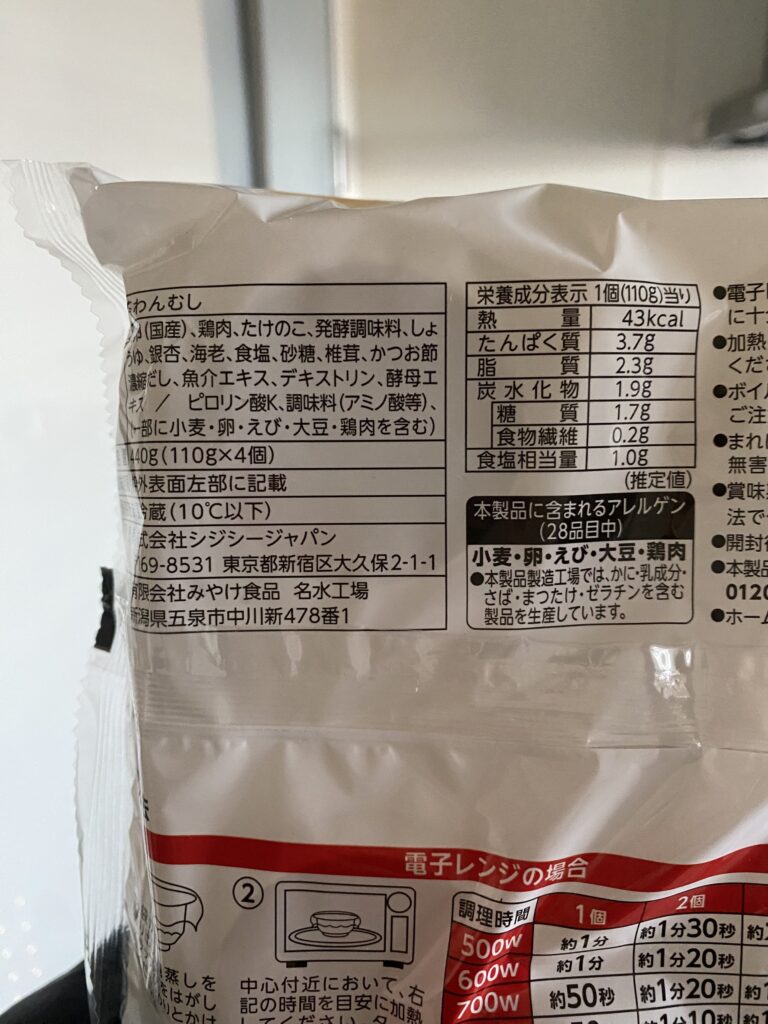 わんむし
(国産)、鶏肉、たけのこ、発酵調味料、しょ
うゆ、銀杏、海老、食塩、砂糖、椎茸、かつお節
濃縮だし、魚介エキス、デキストリン、酵母エ
キス / ピロリン酸K、調味料(アミノ酸等)、
(一部に小麦・卵・えび・大豆・鶏肉を含む)
440g(110g×4個)
外表面左部に記載
冷蔵(10℃以下)
式会社シジシージャパン
〒169-8531 東京都新宿区大久保2-1-1
有限会社みやけ食品 名水工場
新潟県五泉市中川新478番1
栄養成分表示 1個(110g)当り
熱量 43kcal
たんぱく質 3.7g
脂質 2.3g
炭水化物 1.9g
糖質 1.7g
食物繊維 0.2g
食塩相当量 1.0g
(推定値)
本製品に含まれるアレルゲン
(28品目中)
小麦・卵・えび・大豆・鶏肉
●本製品製造工場では、かに・乳成分・
さば・まつたけ・ゼラチンを含む
製品を生産しています。
●電子レ
に十
●加熱
くだ
●ボイル
ご注
●まれ
無害
●賞味
法で
●開封
●本製品
0120
●ホーム
電子レンジの場合
②
蒸しを
をはがし
中心付近において、右
記の時間を目安に加熱
してください。
調理時間 1個 2個
500W 約1分 約1分30秒 約
600W 約1分 約1分20秒 約
700W 約50秒 約1分20秒 約1
約1分10秒